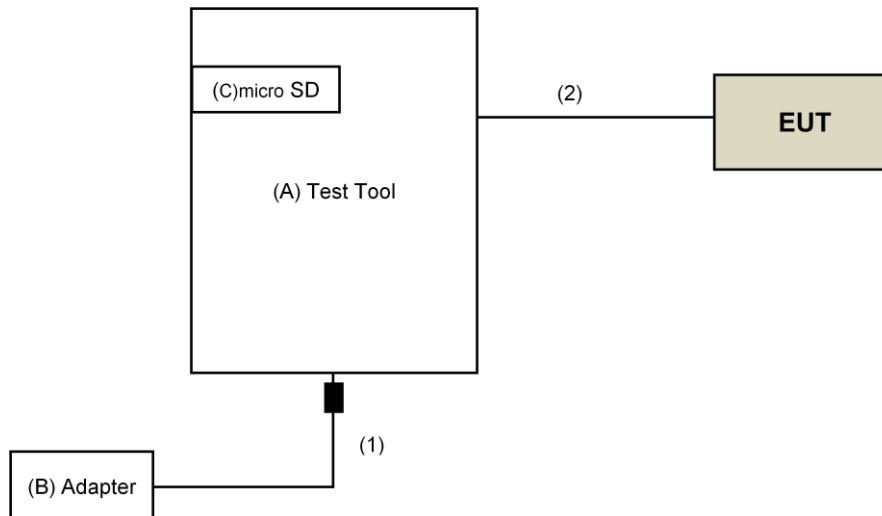 (C)micro SD
(2)
EUT
(A) Test Tool
(1)
(B) Adapter